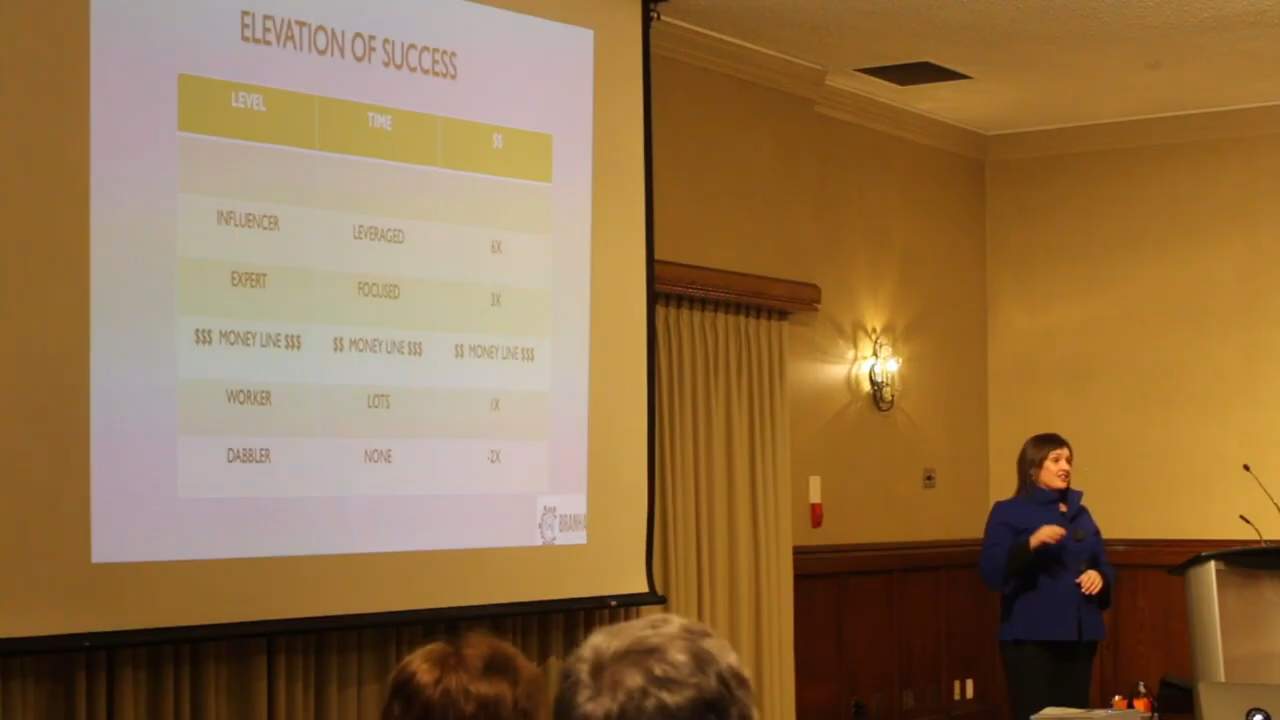 ELEVATION OF SUCCESS
LEVEL TIME $$
INFLUENCER LEVERAGED 6X
EXPERT FOCUSED 3X
$$$ MONEY LINE $$$ $$ MONEY LINE $$$ $$ MONEY LINE $$$
WORKER LOTS 1X
DABBLER NONE -2X